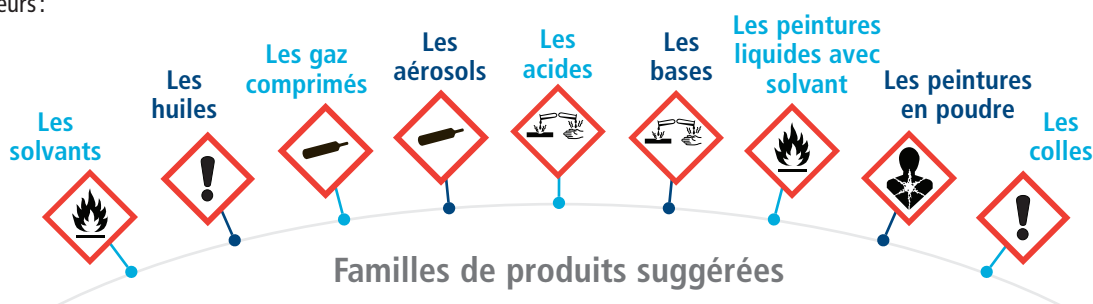 eurs :
Les
solvants
Les
huiles
Les gaz
comprimés
Les
aérosols
Les
acides
Les
bases
Les peintures
liquides avec
solvant
Les peintures
en poudre
Les
colles
Familles de produits suggérées